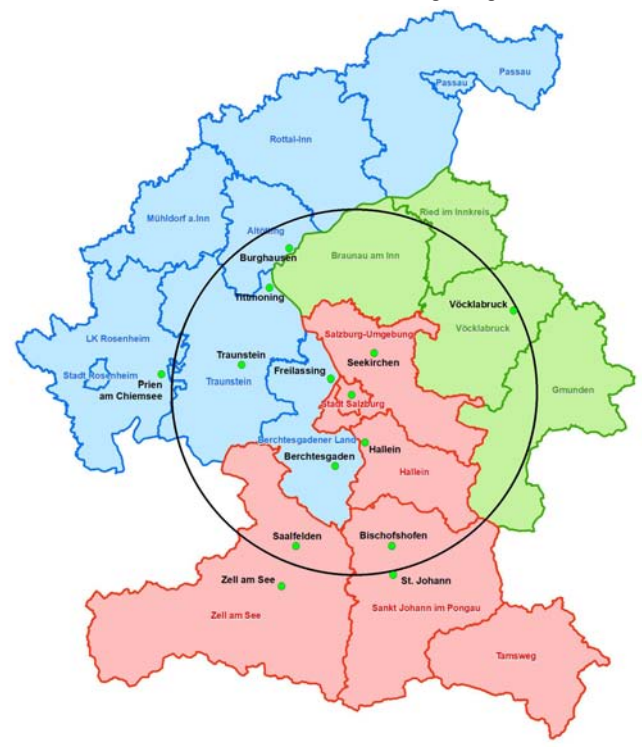 Passau
Passau
Rottal-Inn
Mühldorf a.Inn
Altötting
Ried im Innkreis
Burghausen
Braunau am Inn
Tittmoning
Vöcklabruck
Vöcklabruck
LK Rosenheim
Salzburg-Umgebung
Seekirchen
Traunstein
Traunstein
Freilassing
Stadt Rosenheim
Prien
am Chiemsee
Gmunden
Stadt Salzburg
Berchtesgadener Land
Berchtesgaden
Hallein
Hallein
Saalfelden
Bischofshofen
Zell am See
St. Johann
Zell am See
Sankt Johann im Pongau
Tamsweg